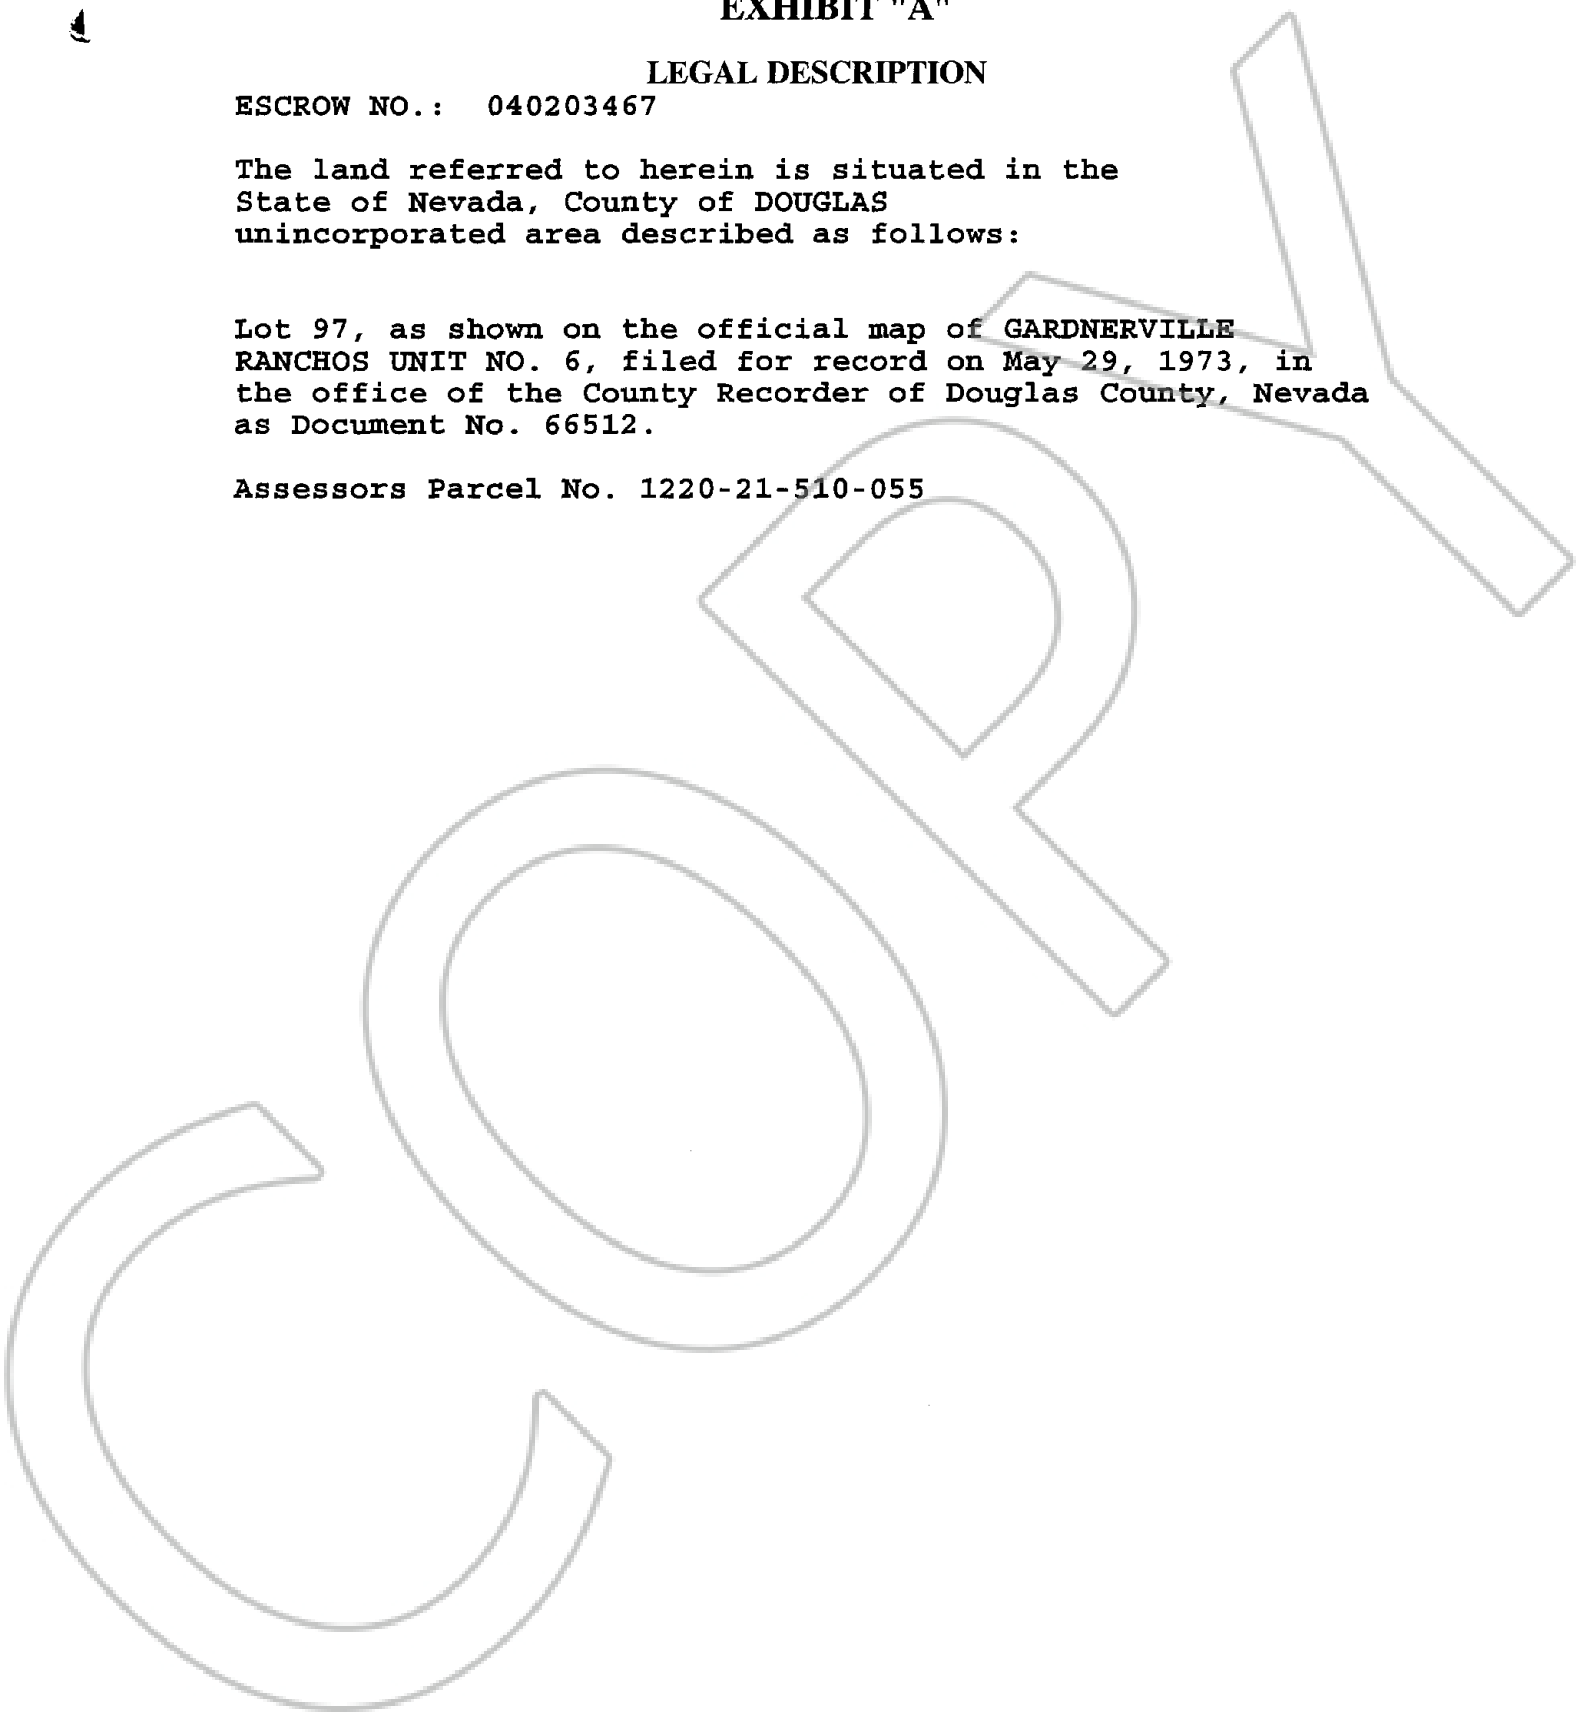 EXHIBIT "A"
LEGAL DESCRIPTION
ESCROW NO.: 040203467
The land referred to herein is situated in the
State of Nevada, County of DOUGLAS
unincorporated area described as follows:
Lot 97, as shown on the official map of GARDNERVILLE
RANCHOS UNIT NO. 6, filed for record on May 29, 1973, in
the office of the County Recorder of Douglas County, Nevada
as Document No. 66512.
Assessors Parcel No. 1220-21-510-055
COPY